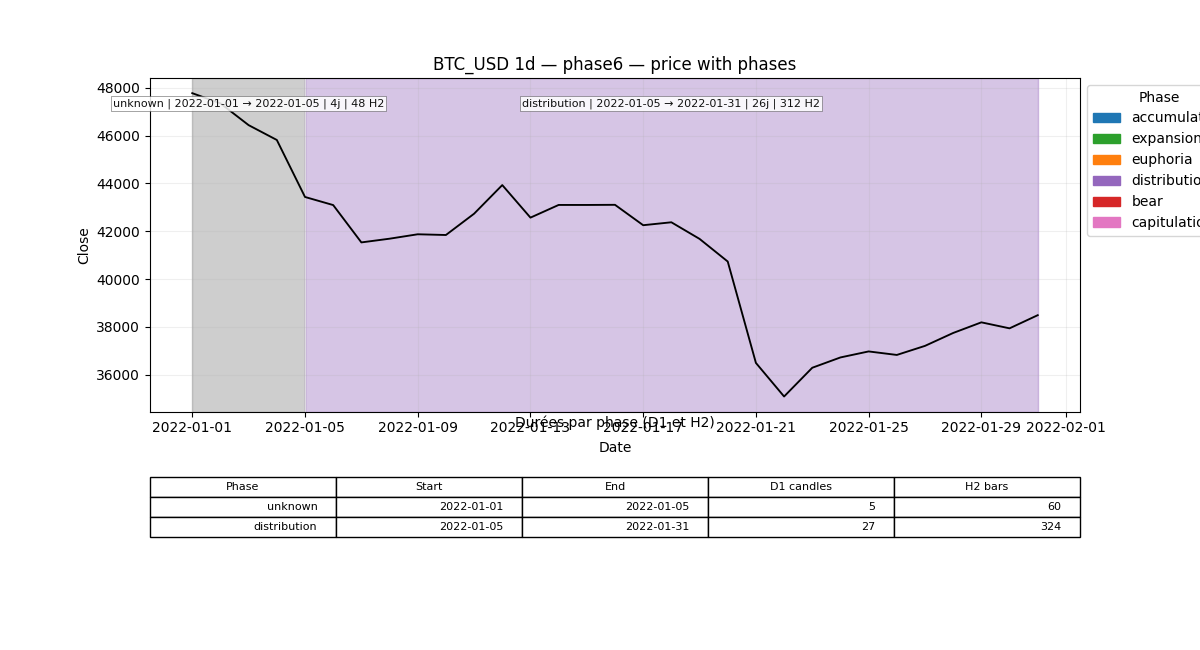 BTC_USD 1d — phase6 — price with phases
48000
46000
44000
42000
40000
38000
36000
Close
unknown | 2022-01-01 → 2022-01-05 | 4j | 48 H2
distribution | 2022-01-05 → 2022-01-31 | 26j | 312 H2
Phase
accumulat
expansion
euphoria
distributio
bear
capitulatio
2022-01-01 2022-01-05 2022-01-09 2022-01-13 2022-01-17 2022-01-21 2022-01-25 2022-01-29 2022-02-01
Durées par phase (D1 et H2)
Date
Phase Start End D1 candles H2 bars
unknown 2022-01-01 2022-01-05 5 60
distribution 2022-01-05 2022-01-31 27 324